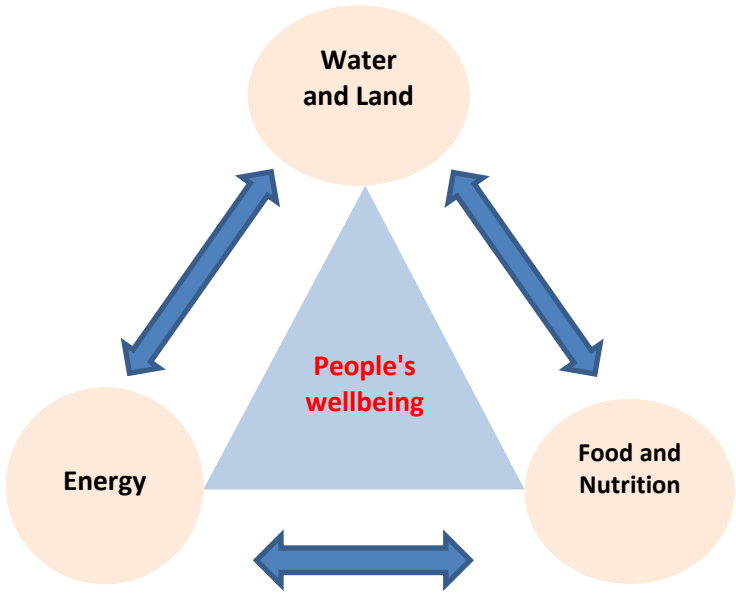 Water
and Land
People's
wellbeing
Energy
Food and
Nutrition